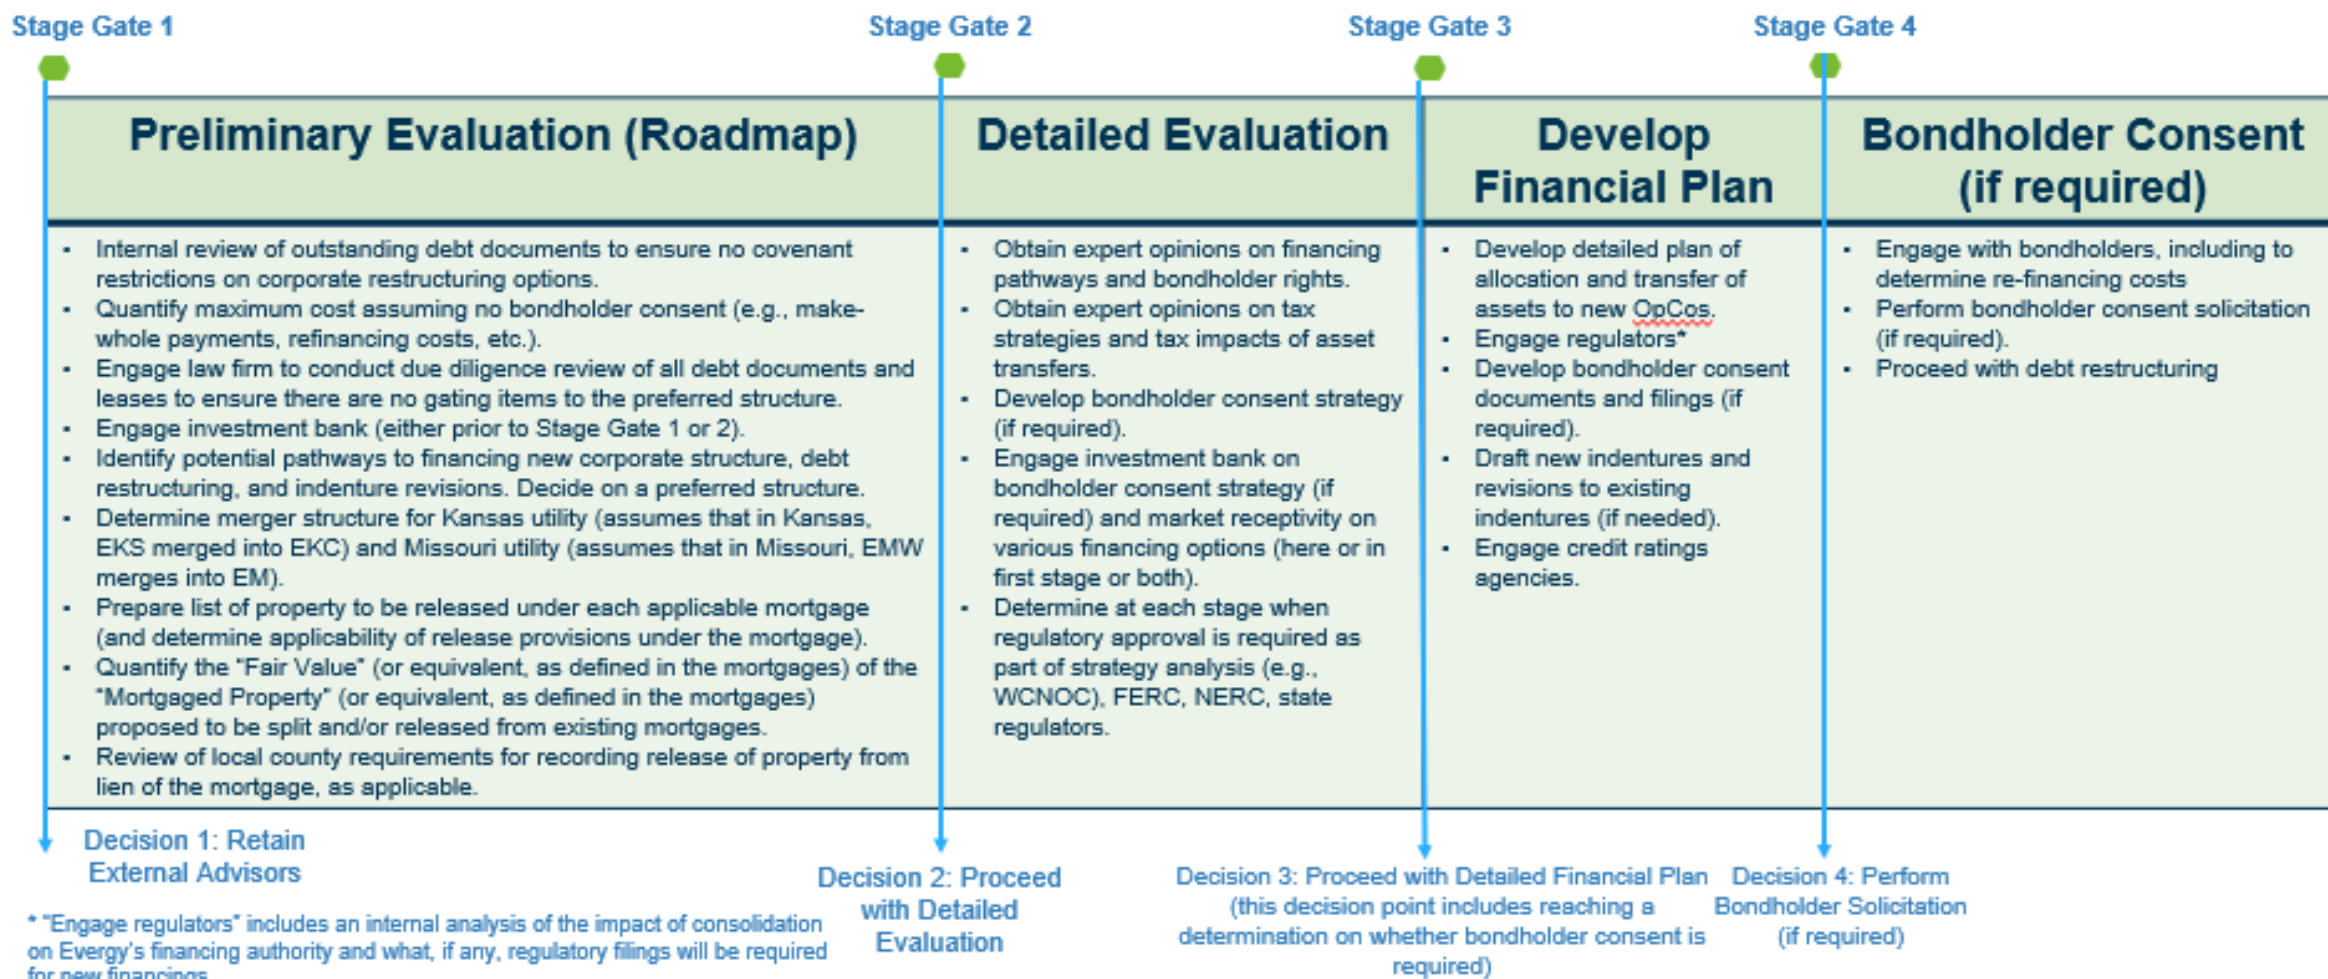 Stage Gate 1
Stage Gate 2
Stage Gate 3
Stage Gate 4
Preliminary Evaluation (Roadmap)
▪ Internal review of outstanding debt documents to ensure no covenant
restrictions on corporate restructuring options.
▪ Quantify maximum cost assuming no bondholder consent (e.g., make-
whole payments, refinancing costs, etc.).
▪ Engage law firm to conduct due diligence review of all debt documents and
leases to ensure there are no gating items to the preferred structure.
▪ Engage investment bank (either prior to Stage Gate 1 or 2).
▪ Identify potential pathways to financing new corporate structure, debt
restructuring, and indenture revisions. Decide on a preferred structure.
▪ Determine merger structure for Kansas utility (assumes that in Kansas,
EKS merged into EKC) and Missouri utility (assumes that in Missouri, EMW
merges into EM).
▪ Prepare list of property to be released under each applicable mortgage
(and determine applicability of release provisions under the mortgage).
▪ Quantify the "Fair Value" (or equivalent, as defined in the mortgages) of the
"Mortgaged Property" (or equivalent, as defined in the mortgages)
proposed to be split and/or released from existing mortgages.
▪ Review of local county requirements for recording release of property from
lien of the mortgage, as applicable.
Detailed Evaluation
▪ Obtain expert opinions on financing
pathways and bondholder rights.
▪ Obtain expert opinions on tax
strategies and tax impacts of asset
transfers.
▪ Develop bondholder consent strategy
(if required).
▪ Engage investment bank on
bondholder consent strategy (if
required) and market receptivity on
various financing options (here or in
first stage or both).
▪ Determine at each stage when
regulatory approval is required as
part of strategy analysis (e.g.,
WCNOC), FERC, NERC, state
regulators.
Develop
Financial Plan
▪ Develop detailed plan of
allocation and transfer of
assets to new OpCos.
▪ Engage regulators*
▪ Develop bondholder consent
documents and filings (if
required).
▪ Draft new indentures and
revisions to existing
indentures (if needed).
▪ Engage credit ratings
agencies.
Bondholder Consent
(if required)
▪ Engage with bondholders, including to
determine re-financing costs
▪ Perform bondholder consent solicitation
(if required).
▪ Proceed with debt restructuring
Decision 1: Retain
External Advisors
Decision 2: Proceed
with Detailed
Evaluation
Decision 3: Proceed with Detailed Financial Plan
(this decision point includes reaching a
determination on whether bondholder consent is
required)
Decision 4: Perform
Bondholder Solicitation
(if required)
* "Engage regulators" includes an internal analysis of the impact of consolidation
on Evergy's financing authority and what, if any, regulatory filings will be required
for new financings